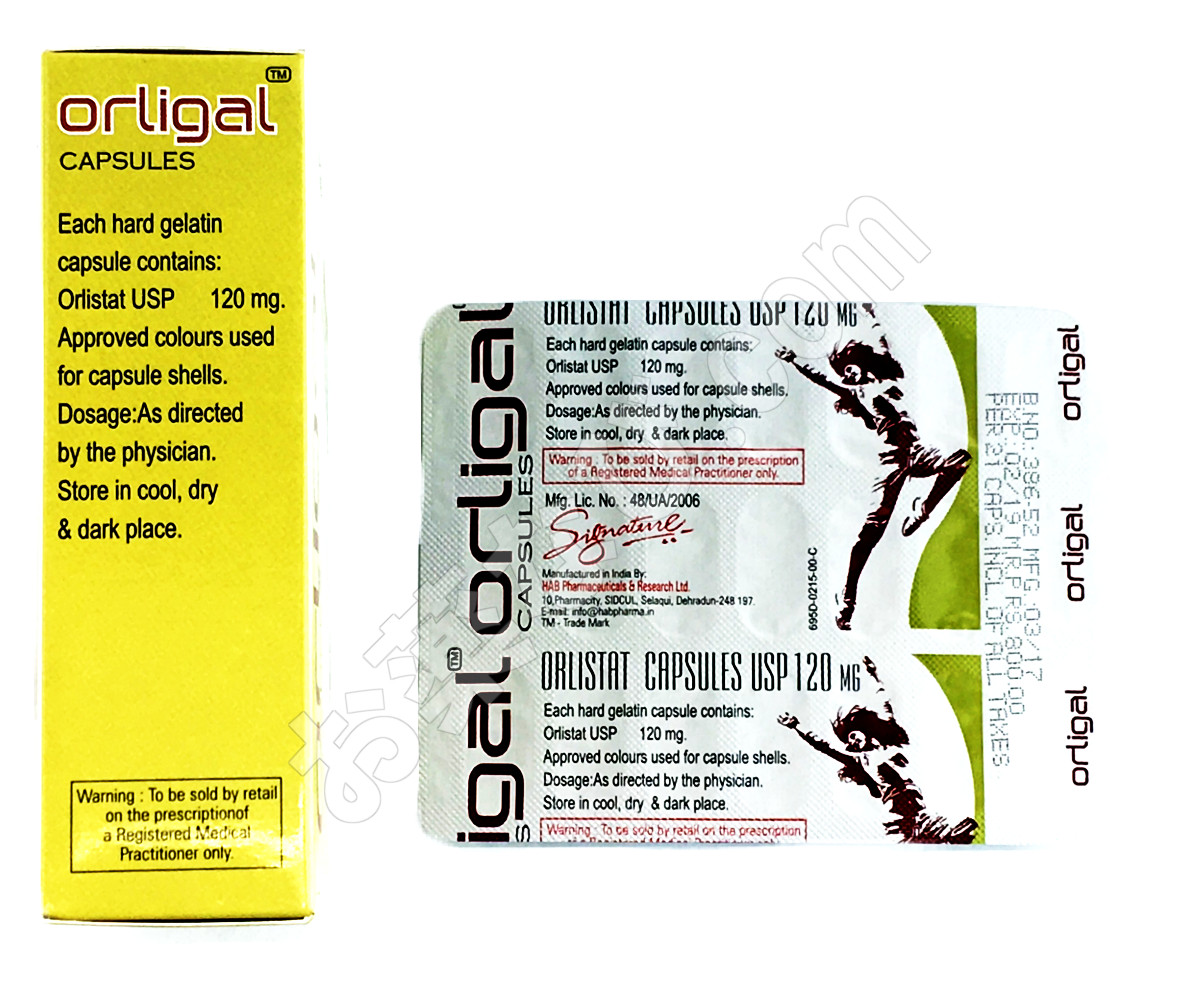 orligal™
CAPSULES
Each hard gelatin
capsule contains:
Orlistat USP 120 mg.
Approved colours used
for capsule shells.
Dosage:As directed
by the physician.
Store in cool, dry
& dark place.
Warning : To be sold by retail
on the prescriptionof
a Registered Medical
Practitioner only.
orligal
CAPSULES
ORLISTAT CAPSULES USP 120 MG
Each hard gelatin capsule contains:
Orlistat USP 120 mg.
Approved colours used for capsule shells.
Dosage:As directed by the physician.
Store in cool, dry & dark place.
Warning : To be sold by retail on the prescription
of a Registered Medical Practitioner only.
Mfg. Lic. No. : 48/UA/2006
Signature
Manufactured in India By:
HAB Pharmaceuticals & Research Ltd.
10,Pharmacity, SIDCUL, Selaqui, Dehradun-248 197.
E-mail: info@habpharma.in
TM - Trade Mark
695D-0215-00-C
igal™
S
ORLISTAT CAPSULES USP 120 MG
Each hard gelatin capsule contains:
Orlistat USP 120 mg.
Approved colours used for capsule shells.
Dosage:As directed by the physician.
Store in cool, dry & dark place.
Warning : To be sold by retail on the prescription
B.NO.:396-52 MFG.:03/17
EXP.:02/19 M.R.P.RS.800.00
PER 21 CAPS. INCL.OF ALL TAXES.
orligal
orligal
orligal
.com